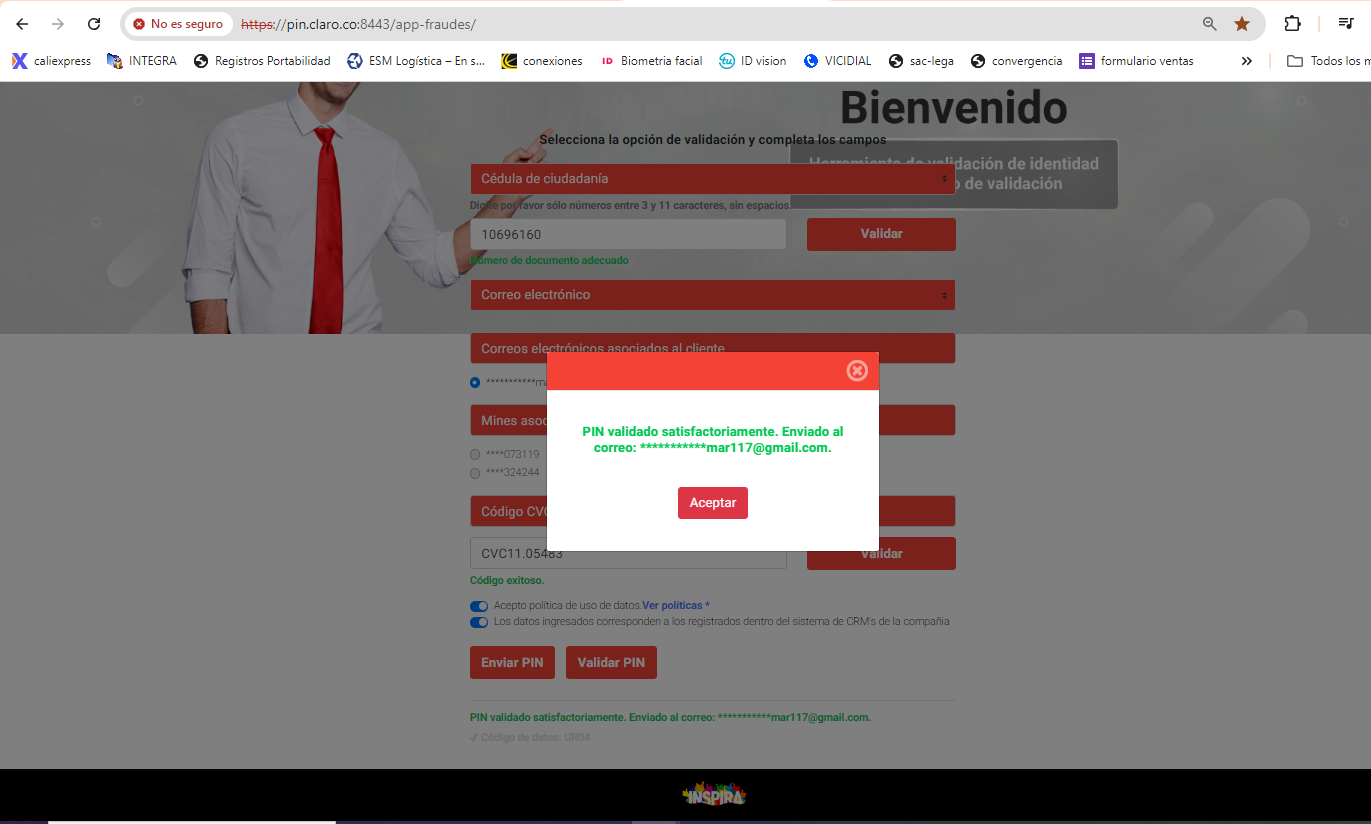 No es seguro
https://pin.claro.co:8443/app-fraudes/
caliexpress
INTEGRA
Registros Portabilidad
ESM Logística – En s...
conexiones
ID
Biometria facial
tu
ID vision
VICIDIAL
sac-lega
convergencia
formulario ventas
Todos los m
Bienvenido
Selecciona la opción de validación y completa los campos
Herramienta de validación de identidad
de validación
Cédula de ciudadanía
Digite por favor sólo números entre 3 y 11 caracteres, sin espacios.
10696160
Validar
Número de documento adecuado
Correo electrónico
Correos electrónicos asociados al cliente
***********ma
Mines asoc
****073119
****324244
PIN validado satisfactoriamente. Enviado al
correo: ***********mar117@gmail.com.
Aceptar
Código CVC
CVC11.05483
Validar
Código exitoso.
Acepto política de uso de datos.Ver políticas *
Los datos ingresados corresponden a los registrados dentro del sistema de CRM's de la compañia
Enviar PIN
Validar PIN
PIN validado satisfactoriamente. Enviado al correo: ***********mar117@gmail.com.
✓ Código de datos: UR04
INSPIRA